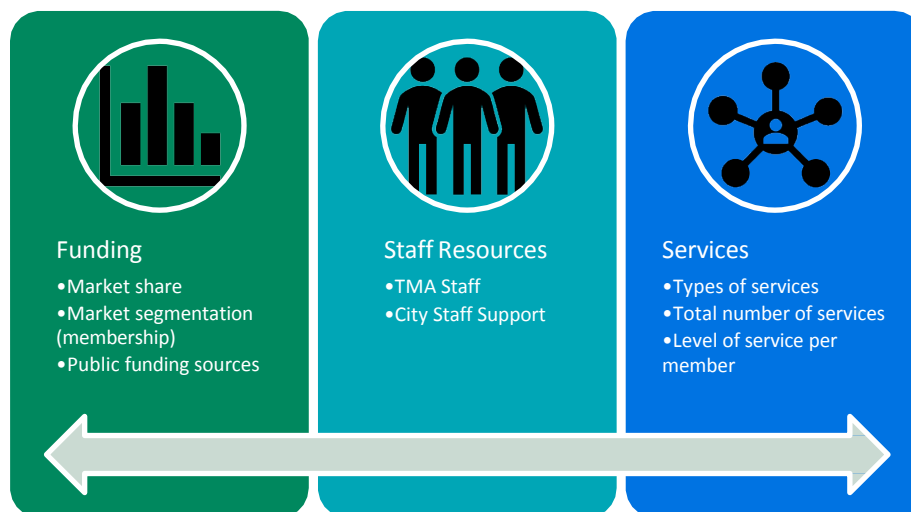 Funding
•Market share
•Market segmentation
(membership)
•Public funding sources
Staff Resources
•TMA Staff
•City Staff Support
Services
•Types of services
•Total number of services
•Level of service per
member